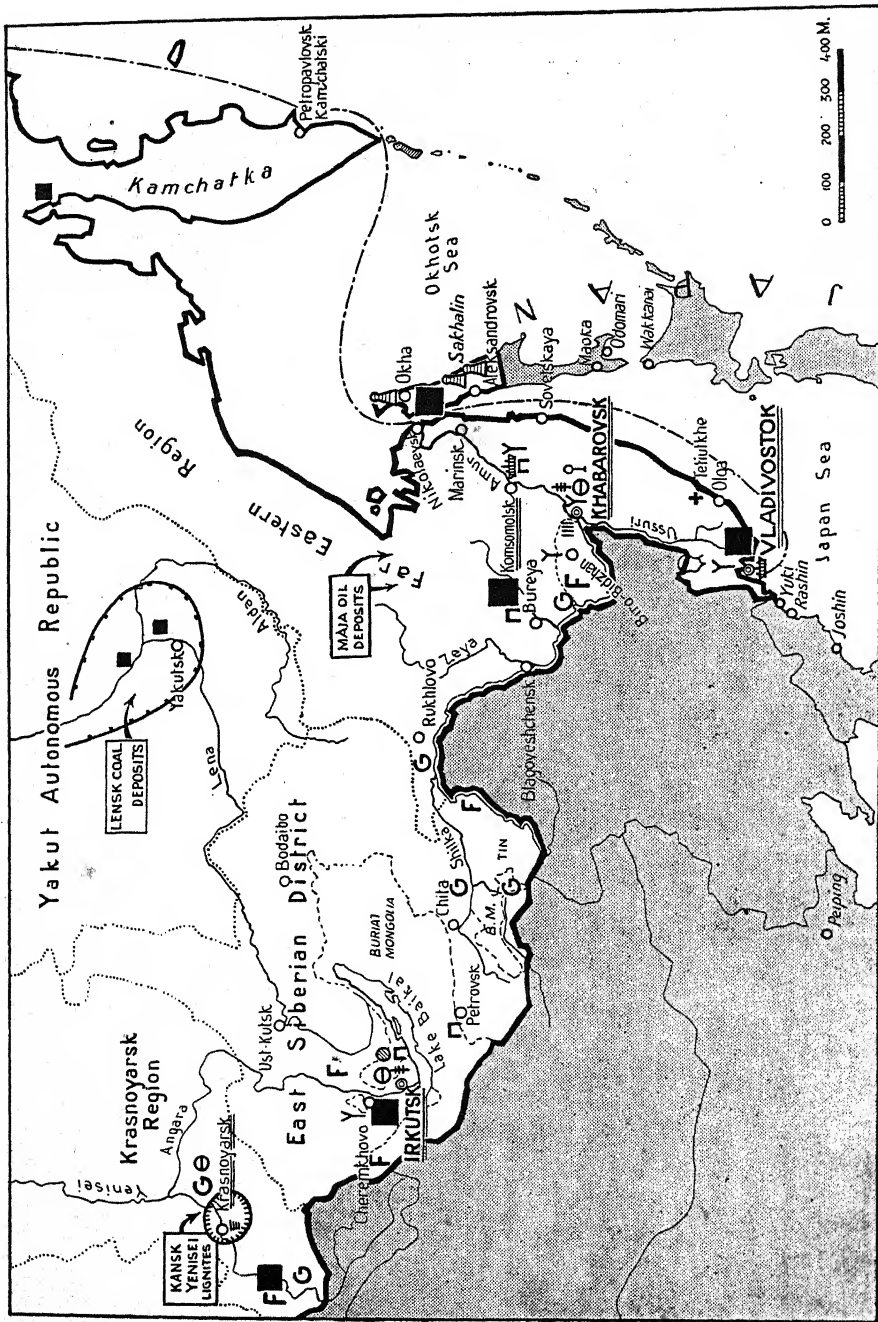 Yakut Autonomous Republic
LENSK COAL
DEPOSITS
Yakutsk
Lena
Aldan
Krasnoyarsk
Region
Angara
Yenisei
G
Krasnoyarsk
KANSK
YENISEI
LIGNITES
F
G
East Siberian District
Ust-Kutsk
Bodaibo
F
Cheremkhovo
Y
F
IRKUTSK
Lake Baikal
BURIAT
MONGOLIA
Petrovsk
Chita
G
Shilka
B.M.
TIN
G
F
G
Rukhlovo
Zeya
Blagoveshchensk
Far Eastern Region
MAJA OIL
DEPOSITS
Kamchatka
Petropavlovsk
Kamchatski
Okhotsk
Sea
Okha
Sakhalin
Aleksandrovsk
Nikolaevsk
Marinsk
Amur
Komsomolsk
Y
Bureya
G
F
Y
Biro-Bidzhan
KHABAROVSK
Y
Sovetskaya
Ussuri
Tetiukhe
Olga
Y
Y
VLADIVOSTOK
Yuki
Rashin
Joshin
Japan Sea
Maoka
Odomari
Wakkanai
JAPAN
Peiping
0 100 200 300 400 M.